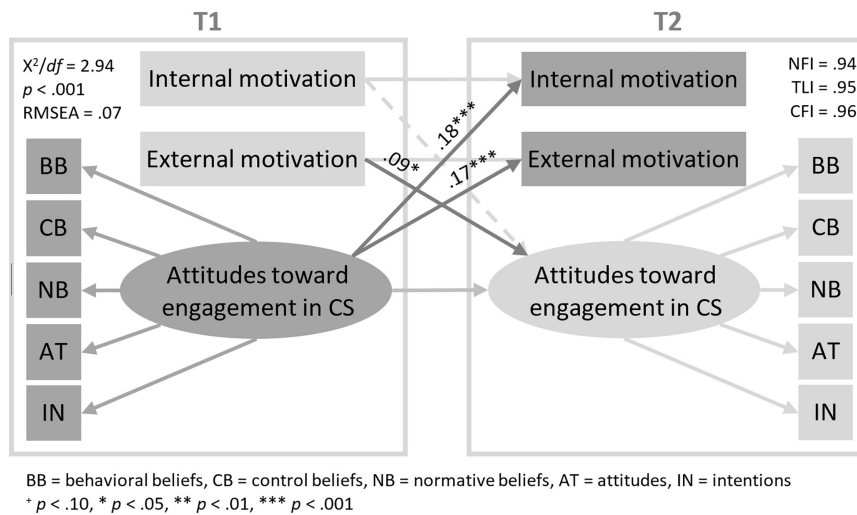 T1
T2
X²/df = 2.94
p < .001
RMSEA = .07
Internal motivation
External motivation
BB
CB
NB
AT
IN
Attitudes toward
engagement in CS
.18***
.09*
.17***
Internal motivation
External motivation
NFI = .94
TLI = .95
CFI = .96
Attitudes toward
engagement in CS
BB
CB
NB
AT
IN
BB = behavioral beliefs, CB = control beliefs, NB = normative beliefs, AT = attitudes, IN = intentions
⁺ p < .10, * p < .05, ** p < .01, *** p < .001